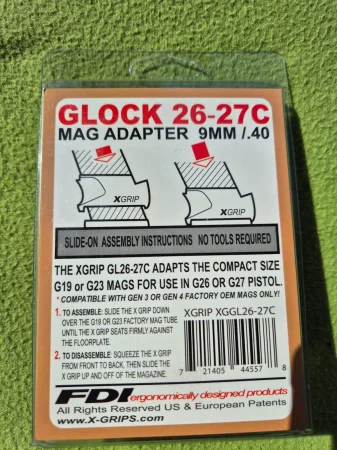 GLOCK 26-27C
MAG ADAPTER 9MM /.40
XGRIP
XGRIP
SLIDE-ON ASSEMBLY INSTRUCTIONS NO TOOLS REQUIRED
THE XGRIP GL26-27C ADAPTS THE COMPACT SIZE
G19 or G23 MAGS FOR USE IN G26 OR G27 PISTOL.
* COMPATIBLE WITH GEN 3 OR GEN 4 FACTORY OEM MAGS ONLY!
1. TO ASSEMBLE: SLIDE THE X GRIP DOWN
OVER THE G19 OR G23 FACTORY MAG TUBE
UNTIL THE X GRIP SEATS FIRMLY AGAINST
THE FLOORPLATE.
2. TO DISASSEMBLE: SQUEEZE THE X GRIP
FROM FRONT TO BACK, THEN SLIDE THE
X GRIP UP AND OFF OF THE MAGAZINE.
XGRIP XGGL26-27C
7 21405 44557 8
FDI ergonomically designed products
All Rights Reserved US & European Patents
www.X-GRIPS.com